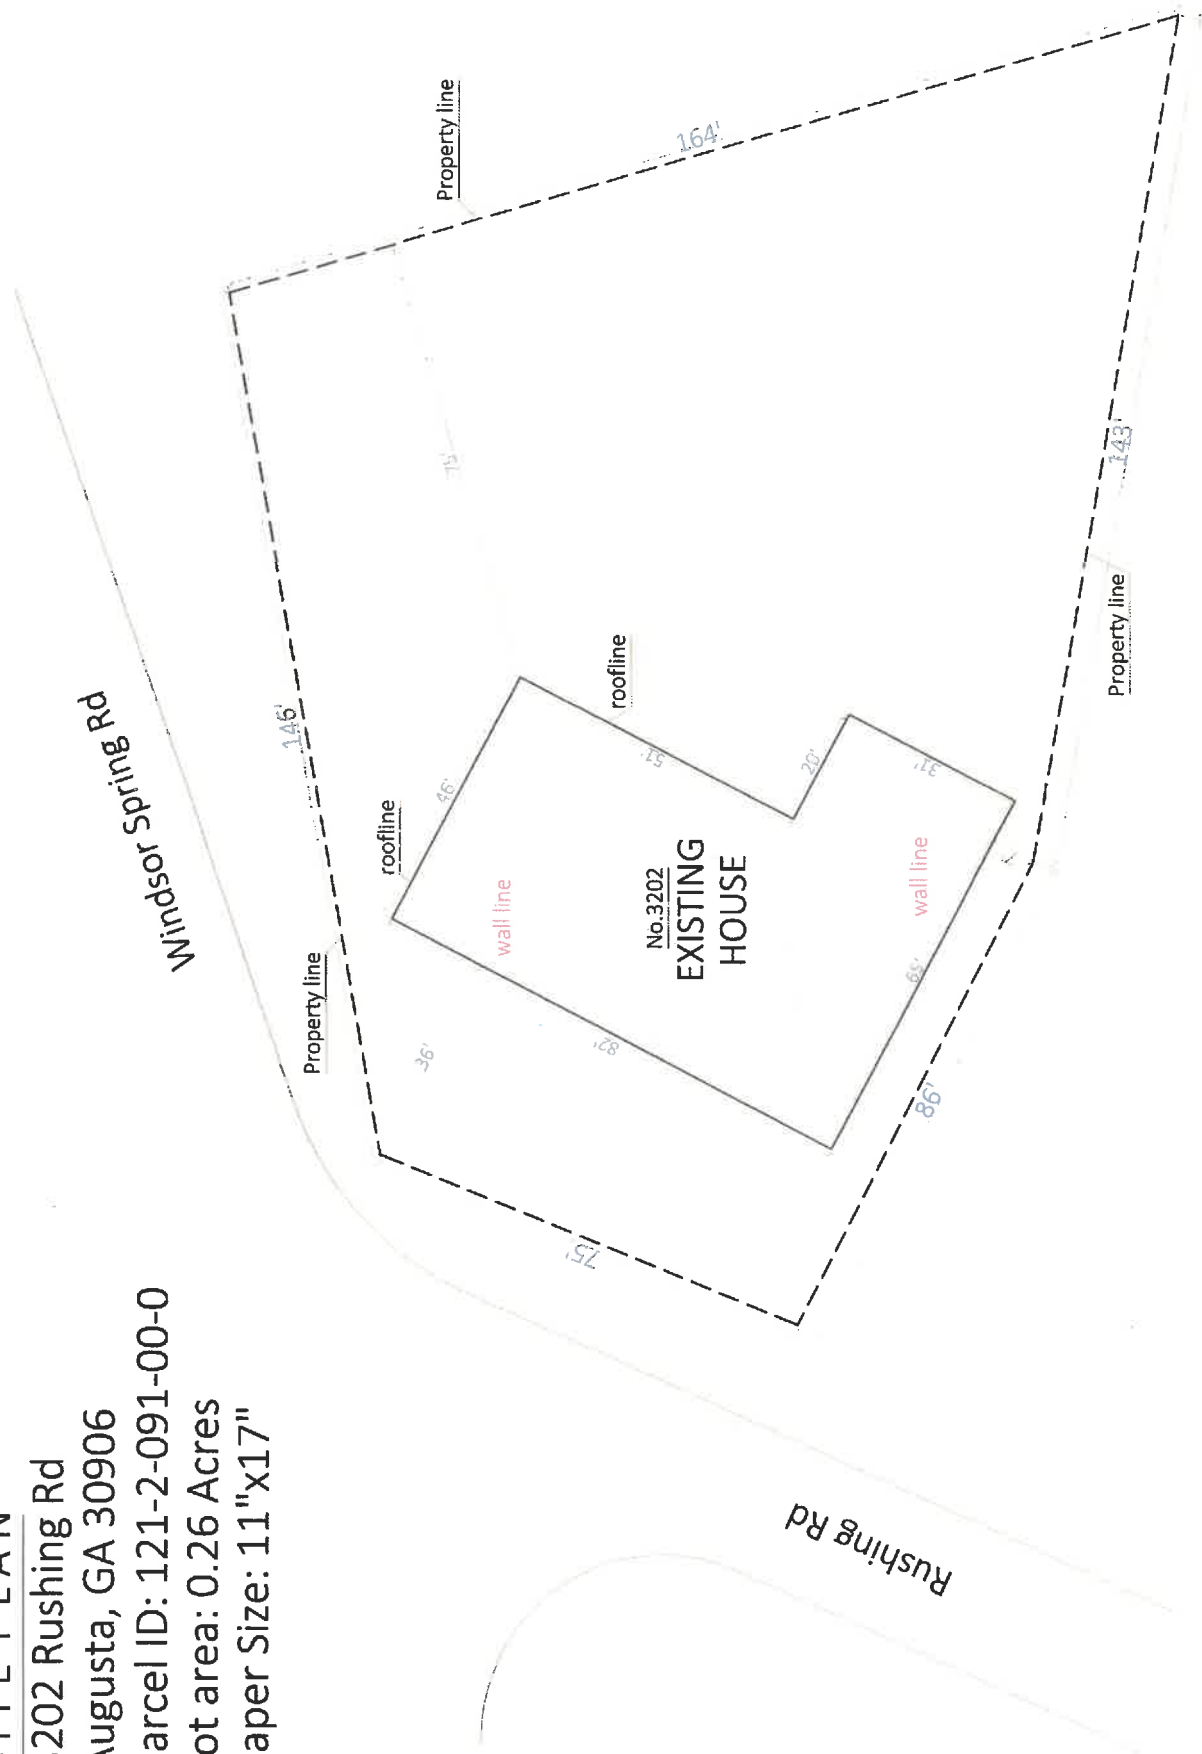 202 Rushing Rd
Augusta, GA 30906
arcel ID: 121-2-091-00-0
ot area: 0.26 Acres
aper Size: 11"x17"
Windsor Spring Rd
Rushing Rd
Property line
146'
Property line
164'
Property line
143'
86'
75'
36'
75'
roofline
46'
roofline
51'
20'
31'
65'
82'
wall line
wall line
No.3202
EXISTING
HOUSE